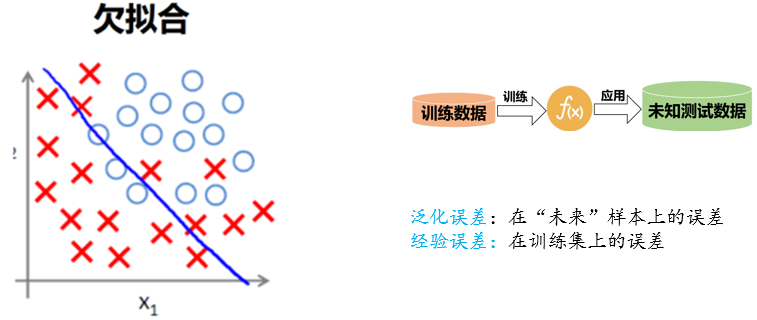 欠拟合
x₁
训练数据
训练
f(x)
应用
未知测试数据
泛化误差：在“未来”样本上的误差
经验误差：在训练集上的误差